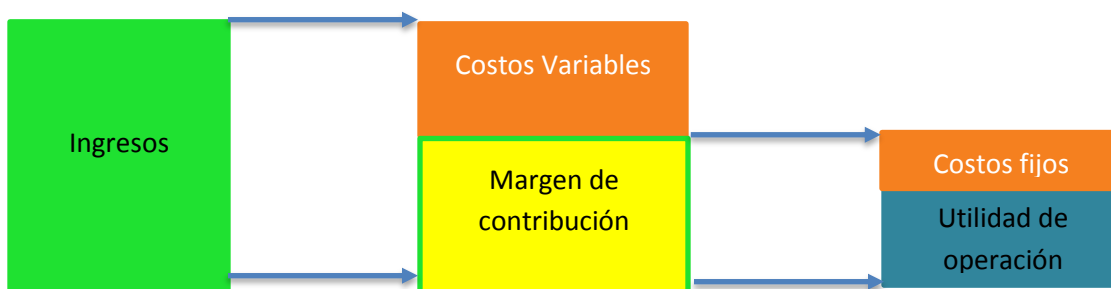 Ingresos
Costos Variables
Margen de
contribución
Costos fijos
Utilidad de
operación